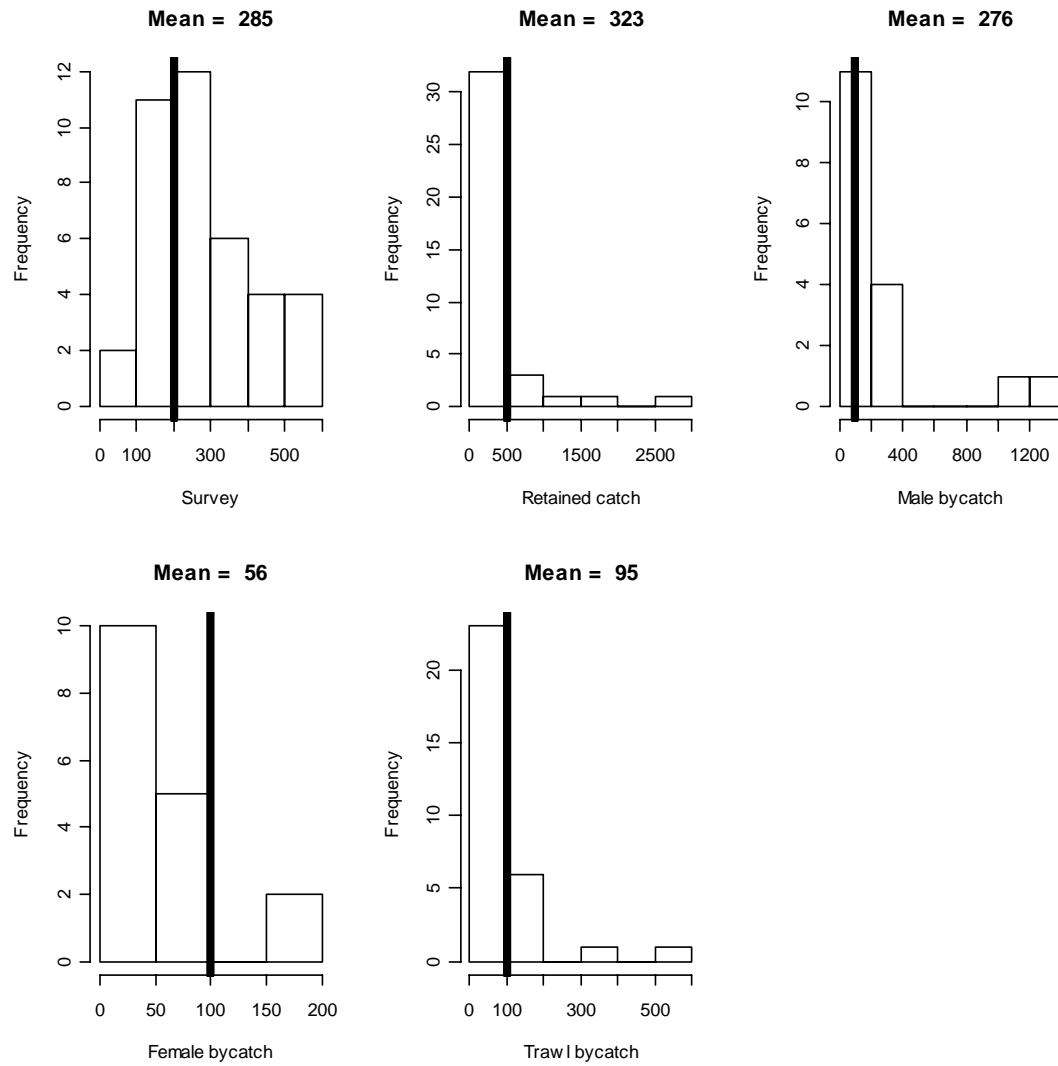 Mean = 285
Frequency
0 2 4 6 8 10 12
0 100 300 500
Survey
Mean = 323
Frequency
0 5 10 15 20 25 30
0 500 1500 2500
Retained catch
Mean = 276
Frequency
0 2 4 6 8 10
0 400 800 1200
Male bycatch
Mean = 56
Frequency
0 2 4 6 8 10
0 50 100 200
Female bycatch
Mean = 95
Frequency
0 5 10 15 20
0 100 300 500
Trawl bycatch